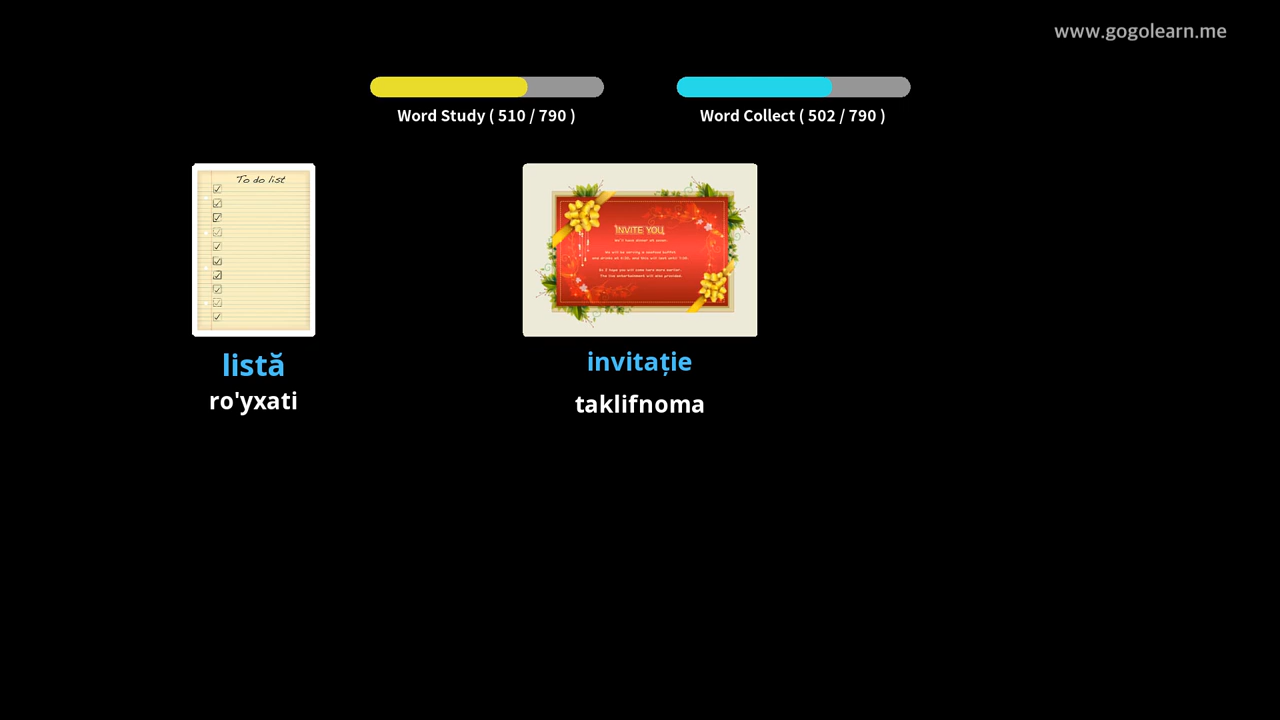 www.gogolearn.me
Word Study ( 510 / 790 )
Word Collect ( 502 / 790 )
To do list
INVITE YOU
listă
ro'yxati
invitație
taklifnoma